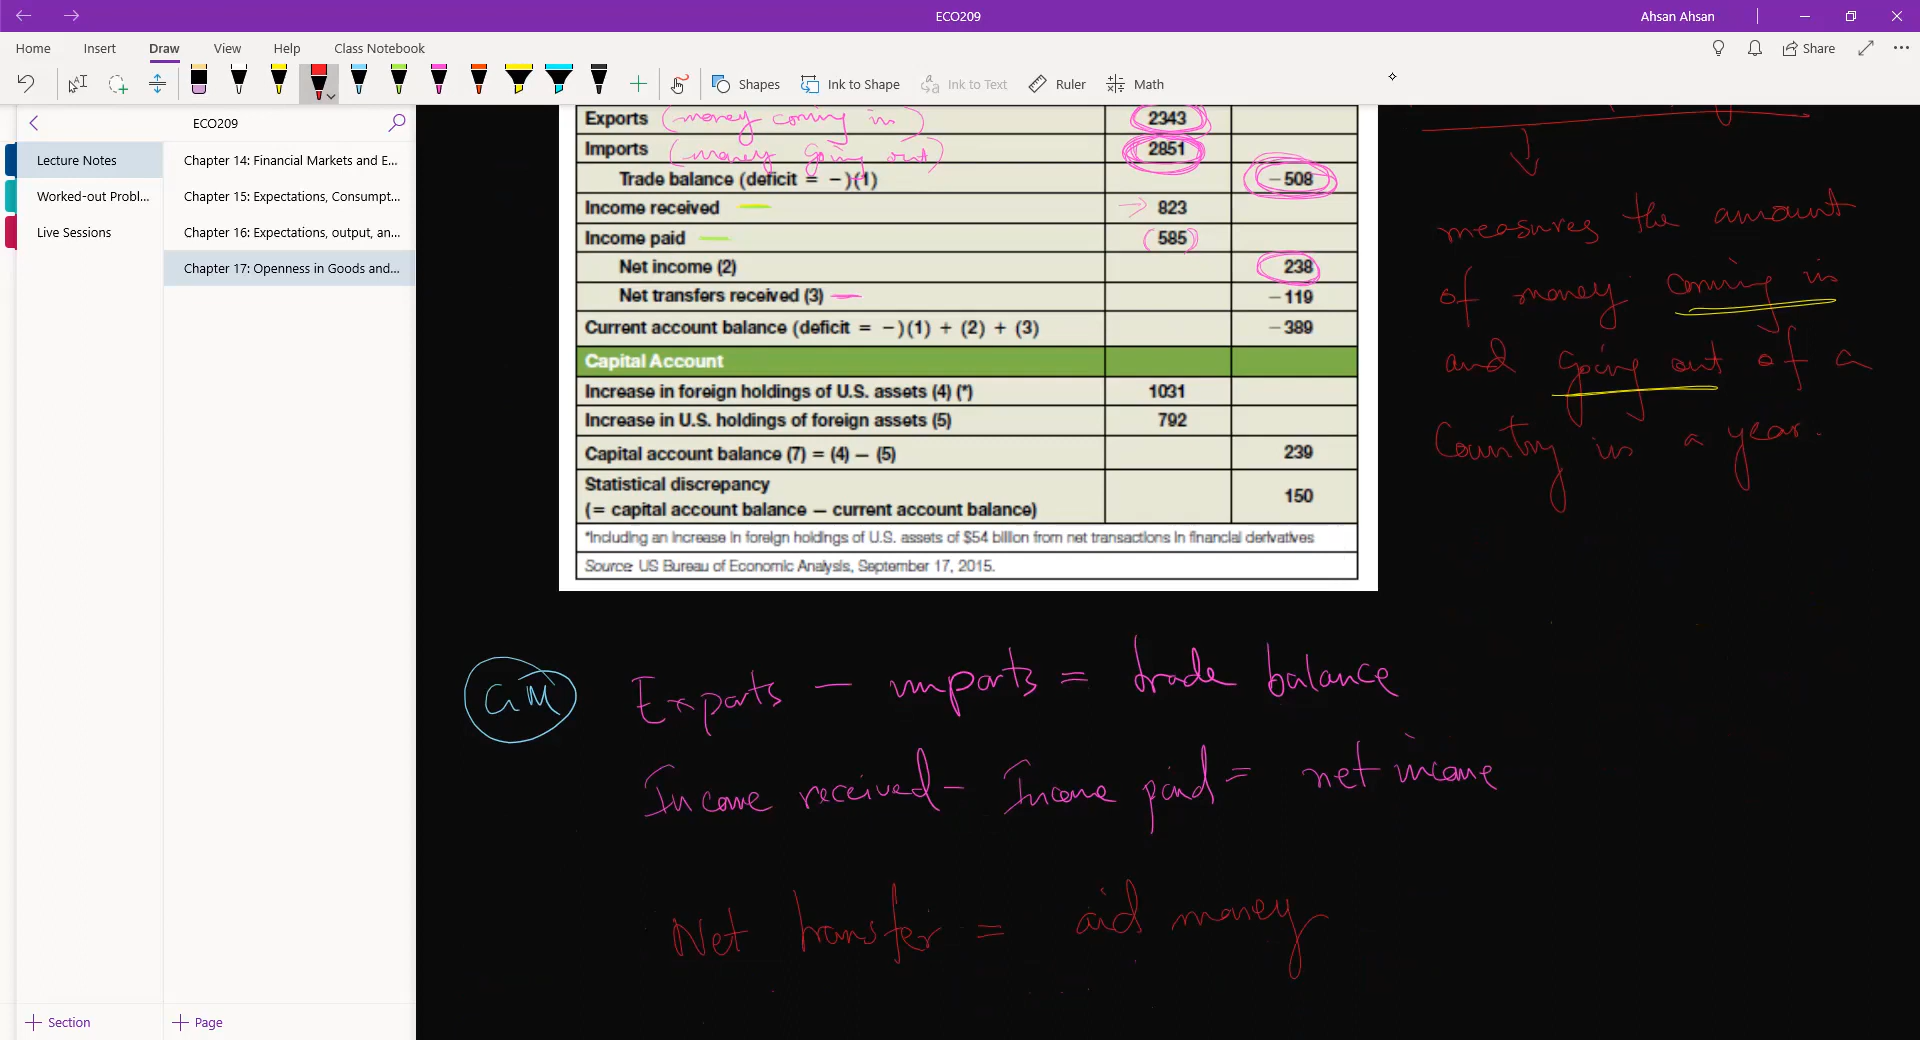 ECO209
Ahsan Ahsan
Home Insert Draw View Help Class Notebook
Share
Shapes Ink to Shape Ink to Text Ruler Math
ECO209
Lecture Notes
Worked-out Probl...
Live Sessions
Chapter 14: Financial Markets and E...
Chapter 15: Expectations, Consumpt...
Chapter 16: Expectations, output, an...
Chapter 17: Openness in Goods and...
Exports (money coming in) 2343
Imports (money going out) 2851
Trade balance (deficit = −)(1) −508
Income received 823
Income paid 585
Net income (2) 238
Net transfers received (3) −119
Current account balance (deficit = −)(1) + (2) + (3) −389
Capital Account
Increase in foreign holdings of U.S. assets (4) (*) 1031
Increase in U.S. holdings of foreign assets (5) 792
Capital account balance (7) = (4) − (5) 239
Statistical discrepancy
(= capital account balance − current account balance) 150
*Including an increase in foreign holdings of U.S. assets of $54 billion from net transactions in financial derivatives
Source: US Bureau of Economic Analysis, September 17, 2015.
measures the amount
of money coming in
and going out of a
Country in a year.
GM
Exports − imports = trade balance
Income received − Income paid = net income
Net transfer = aid money
Section
Page